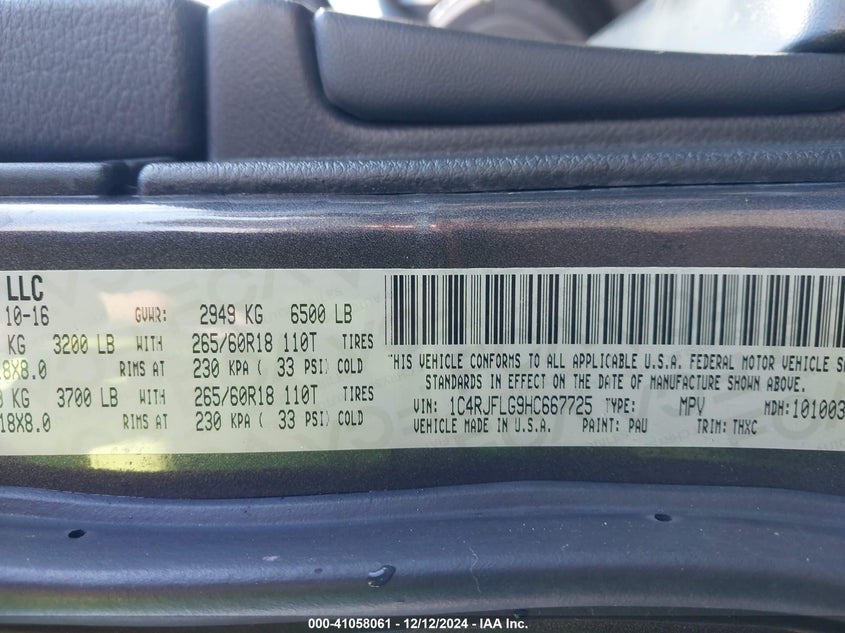 LLC
10-16 GVWR: 2949 KG 6500 LB
KG 3200 LB WITH 265/60R18 110T TIRES
8X8.0 RIMS AT 230 KPA ( 33 PSI) COLD
KG 3700 LB WITH 265/60R18 110T TIRES
18X8.0 RIMS AT 230 KPA ( 33 PSI) COLD
THIS VEHICLE CONFORMS TO ALL APPLICABLE U.S.A. FEDERAL MOTOR VEHICLE
STANDARDS IN EFFECT ON THE DATE OF MANUFACTURE SHOWN ABOVE.
VIN: 1C4RJFLG9HC667725 TYPE: MPV MDH:101003
VEHICLE MADE IN U.S.A. PAINT: PAU TRIM: THXC
000-41058061 - 12/12/2024 - IAA Inc.